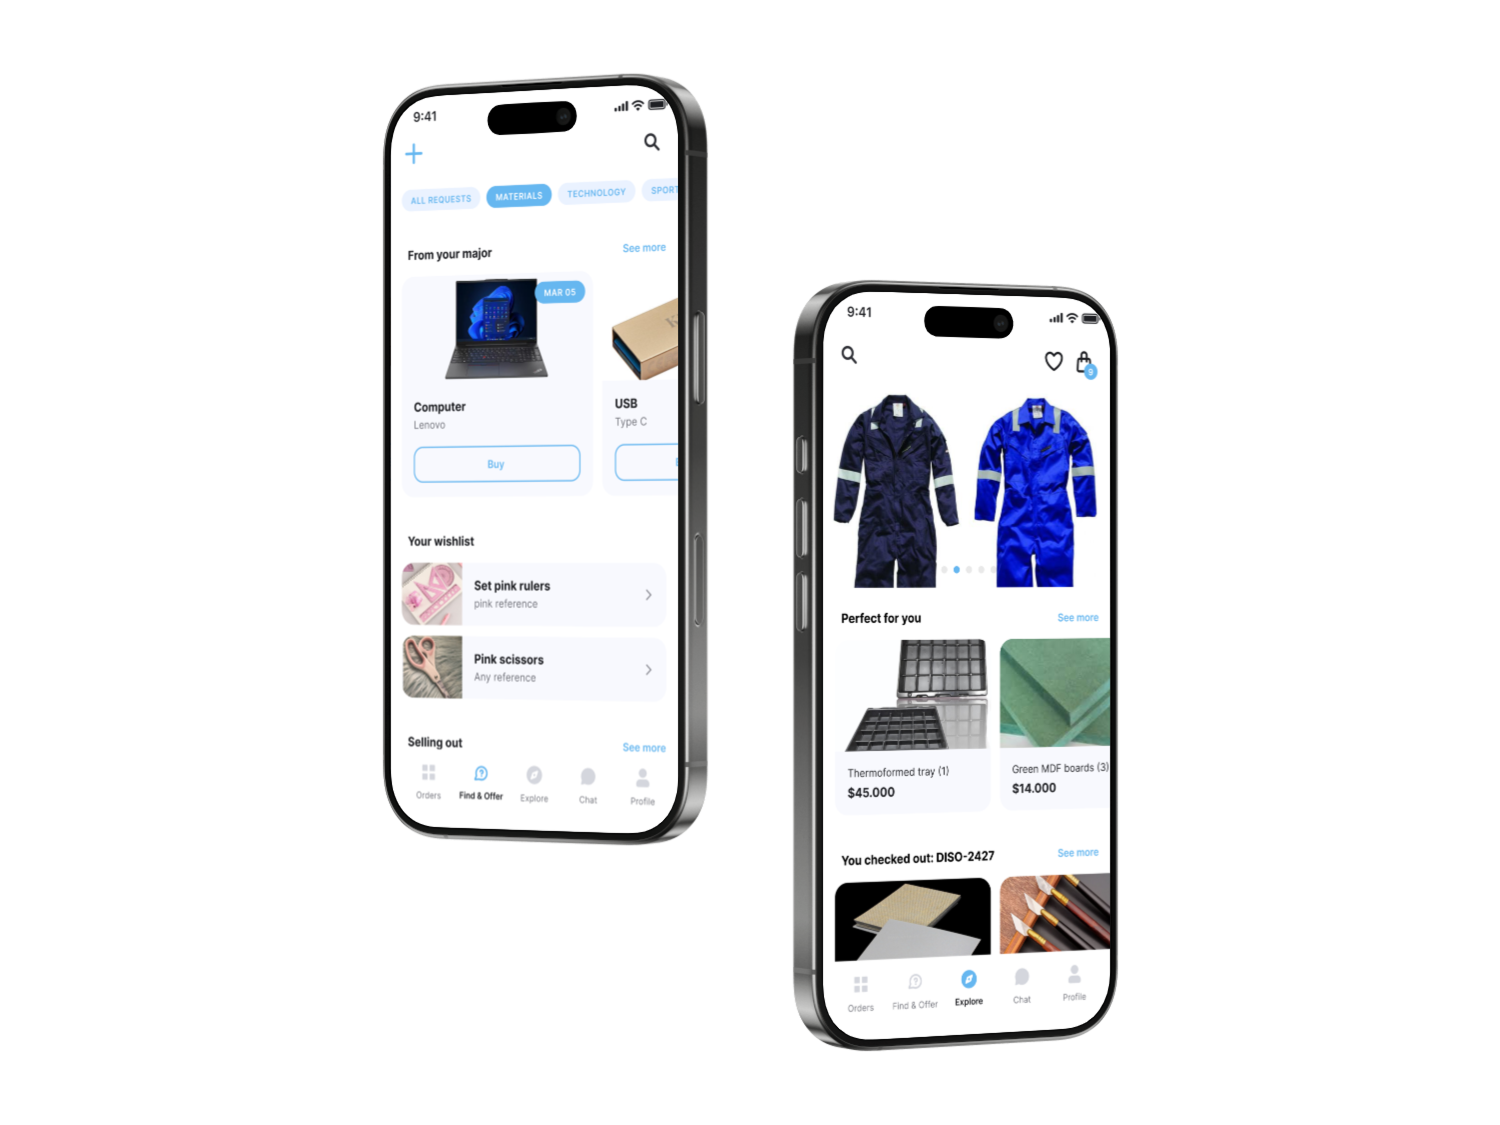 9:41
ALL REQUESTS
MATERIALS
TECHNOLOGY
SPORT
From your major
See more
MAR 05
Computer
Lenovo
Buy
USB
Type C
Your wishlist
Set pink rulers
pink reference
Pink scissors
Any reference
Selling out
See more
Orders
Find & Offer
Explore
Chat
Profile
9:41
9
Perfect for you
See more
Thermoformed tray (1)
$45.000
Green MDF boards (3)
$14.000
You checked out: DISO-2427
See more
Orders
Find & Offer
Explore
Chat
Profile